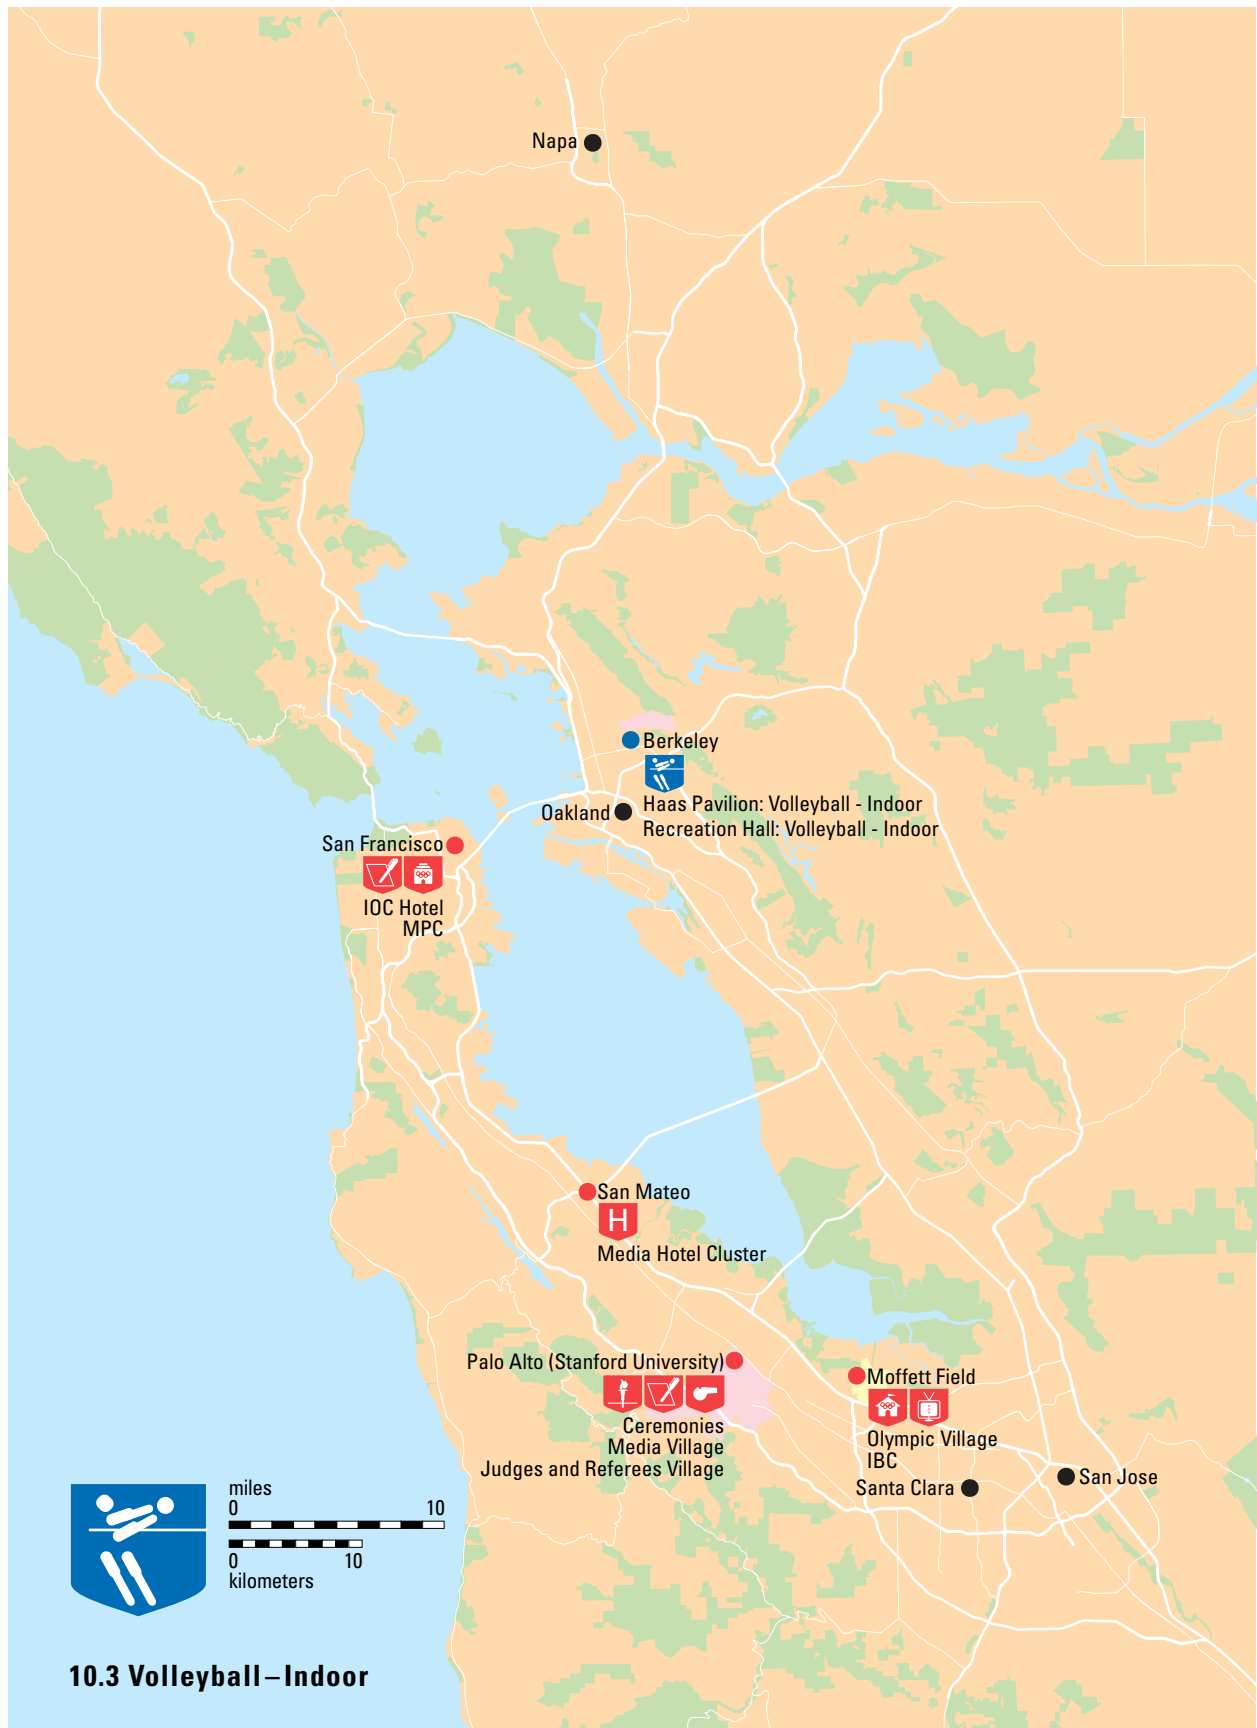 Napa
Berkeley
Haas Pavilion: Volleyball - Indoor
Recreation Hall: Volleyball - Indoor
Oakland
San Francisco
IOC Hotel
MPC
San Mateo
H
Media Hotel Cluster
Palo Alto (Stanford University)
Ceremonies
Media Village
Judges and Referees Village
Moffett Field
Olympic Village
IBC
Santa Clara
San Jose
miles
0 10
0 10
kilometers
10.3 Volleyball – Indoor